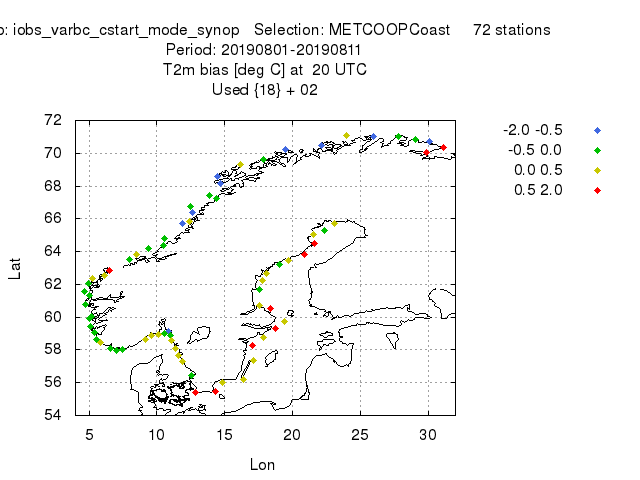 : iobs_varbc_cstart_mode_synop Selection: METCOOPCoast 72 stations
Period: 20190801-20190811
T2m bias [deg C] at 20 UTC
Used {18} + 02
-2.0 -0.5
-0.5 0.0
0.0 0.5
0.5 2.0
72
70
68
66
64
62
60
58
56
54
Lat
5 10 15 20 25 30
Lon